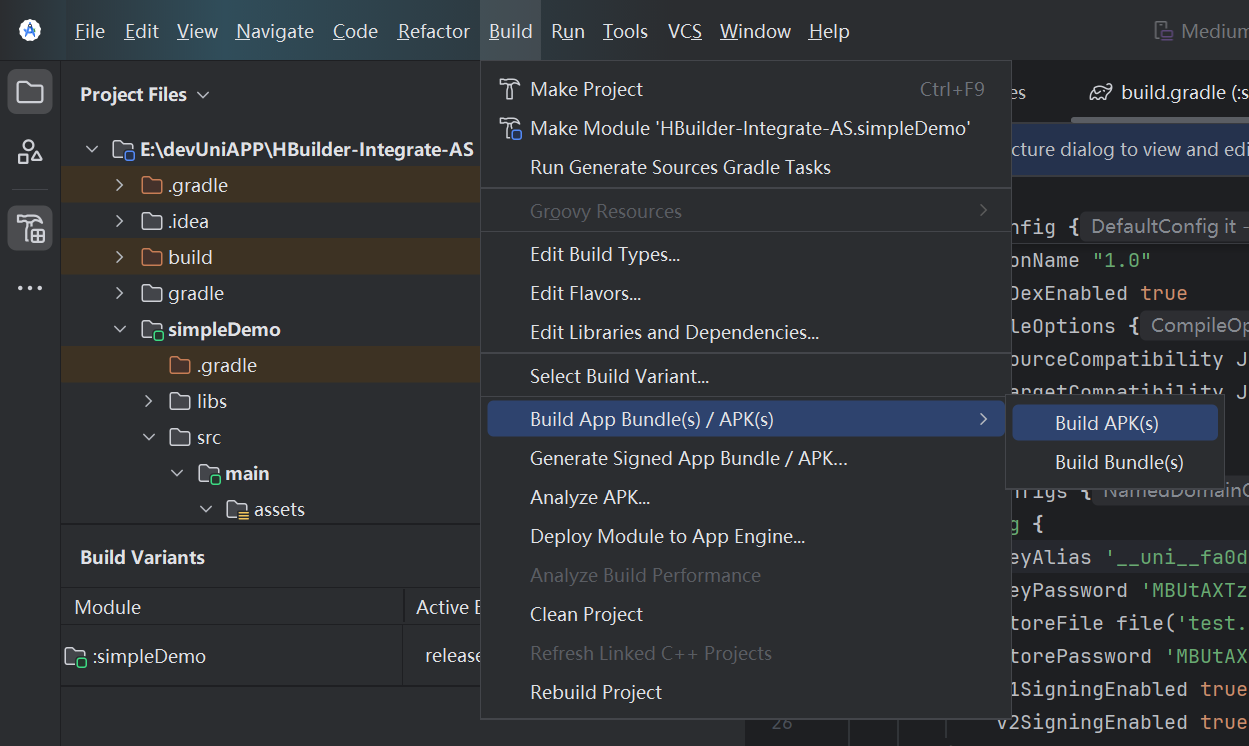 File Edit View Navigate Code Refactor Build Run Tools VCS Window Help Medium
Project Files
E:\devUniAPP\HBuilder-Integrate-AS
.gradle
.idea
build
gradle
simpleDemo
.gradle
libs
src
main
assets
Build Variants
Module Active
:simpleDemo release
Make Project Ctrl+F9
Make Module 'HBuilder-Integrate-AS.simpleDemo'
Run Generate Sources Gradle Tasks
Groovy Resources
Edit Build Types...
Edit Flavors...
Edit Libraries and Dependencies...
Select Build Variant...
Build App Bundle(s) / APK(s)
Generate Signed App Bundle / APK...
Analyze APK...
Deploy Module to App Engine...
Analyze Build Performance
Clean Project
Refresh Linked C++ Projects
Rebuild Project
Build APK(s)
Build Bundle(s)
es build.gradle (:s
cture dialog to view and edi
nfig { DefaultConfig it -
onName "1.0"
DexEnabled true
leOptions { CompileOp
ourceCompatibility J
argetCompatibility J
nfigs { NamedDomainO
g {
eyAlias '__uni__fa0d
eyPassword 'MBUtAXTz
toreFile file('test.
torePassword 'MBUtAX
1SigningEnabled true
26 v2SigningEnabled true